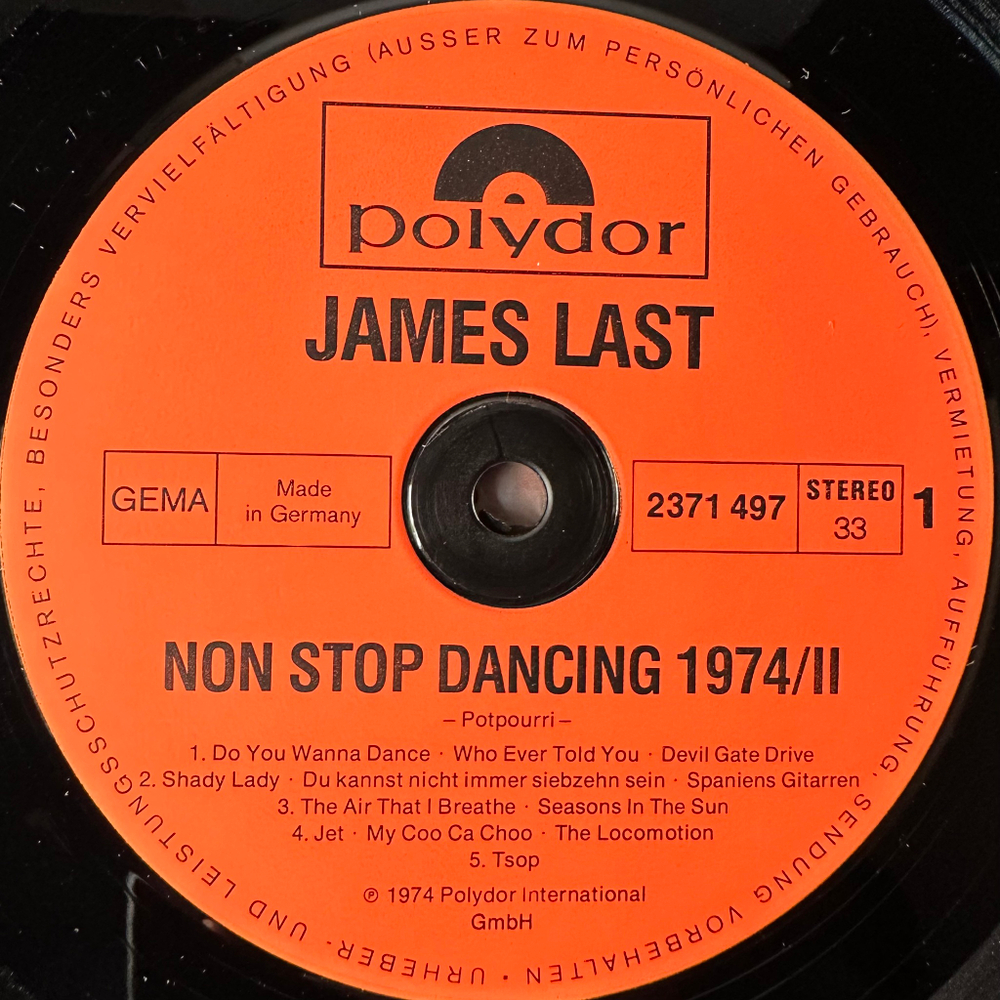 polydor
JAMES LAST
GEMA
Made
in Germany
2371 497
STEREO
33
1
NON STOP DANCING 1974/II
– Potpourri –
1. Do You Wanna Dance · Who Ever Told You · Devil Gate Drive
2. Shady Lady · Du kannst nicht immer siebzehn sein · Spaniens Gitarren
3. The Air That I Breathe · Seasons In The Sun
4. Jet · My Coo Ca Choo · The Locomotion
5. Tsop
℗ 1974 Polydor International
GmbH
URHEBER- UND LEISTUNGSSCHUTZRECHTE, BESONDERS VERVIELFÄLTIGUNG (AUSSER ZUM PERSÖNLICHEN GEBRAUCH), VERMIETUNG, AUFFÜHRUNG, SENDUNG VORBEHALTEN ·